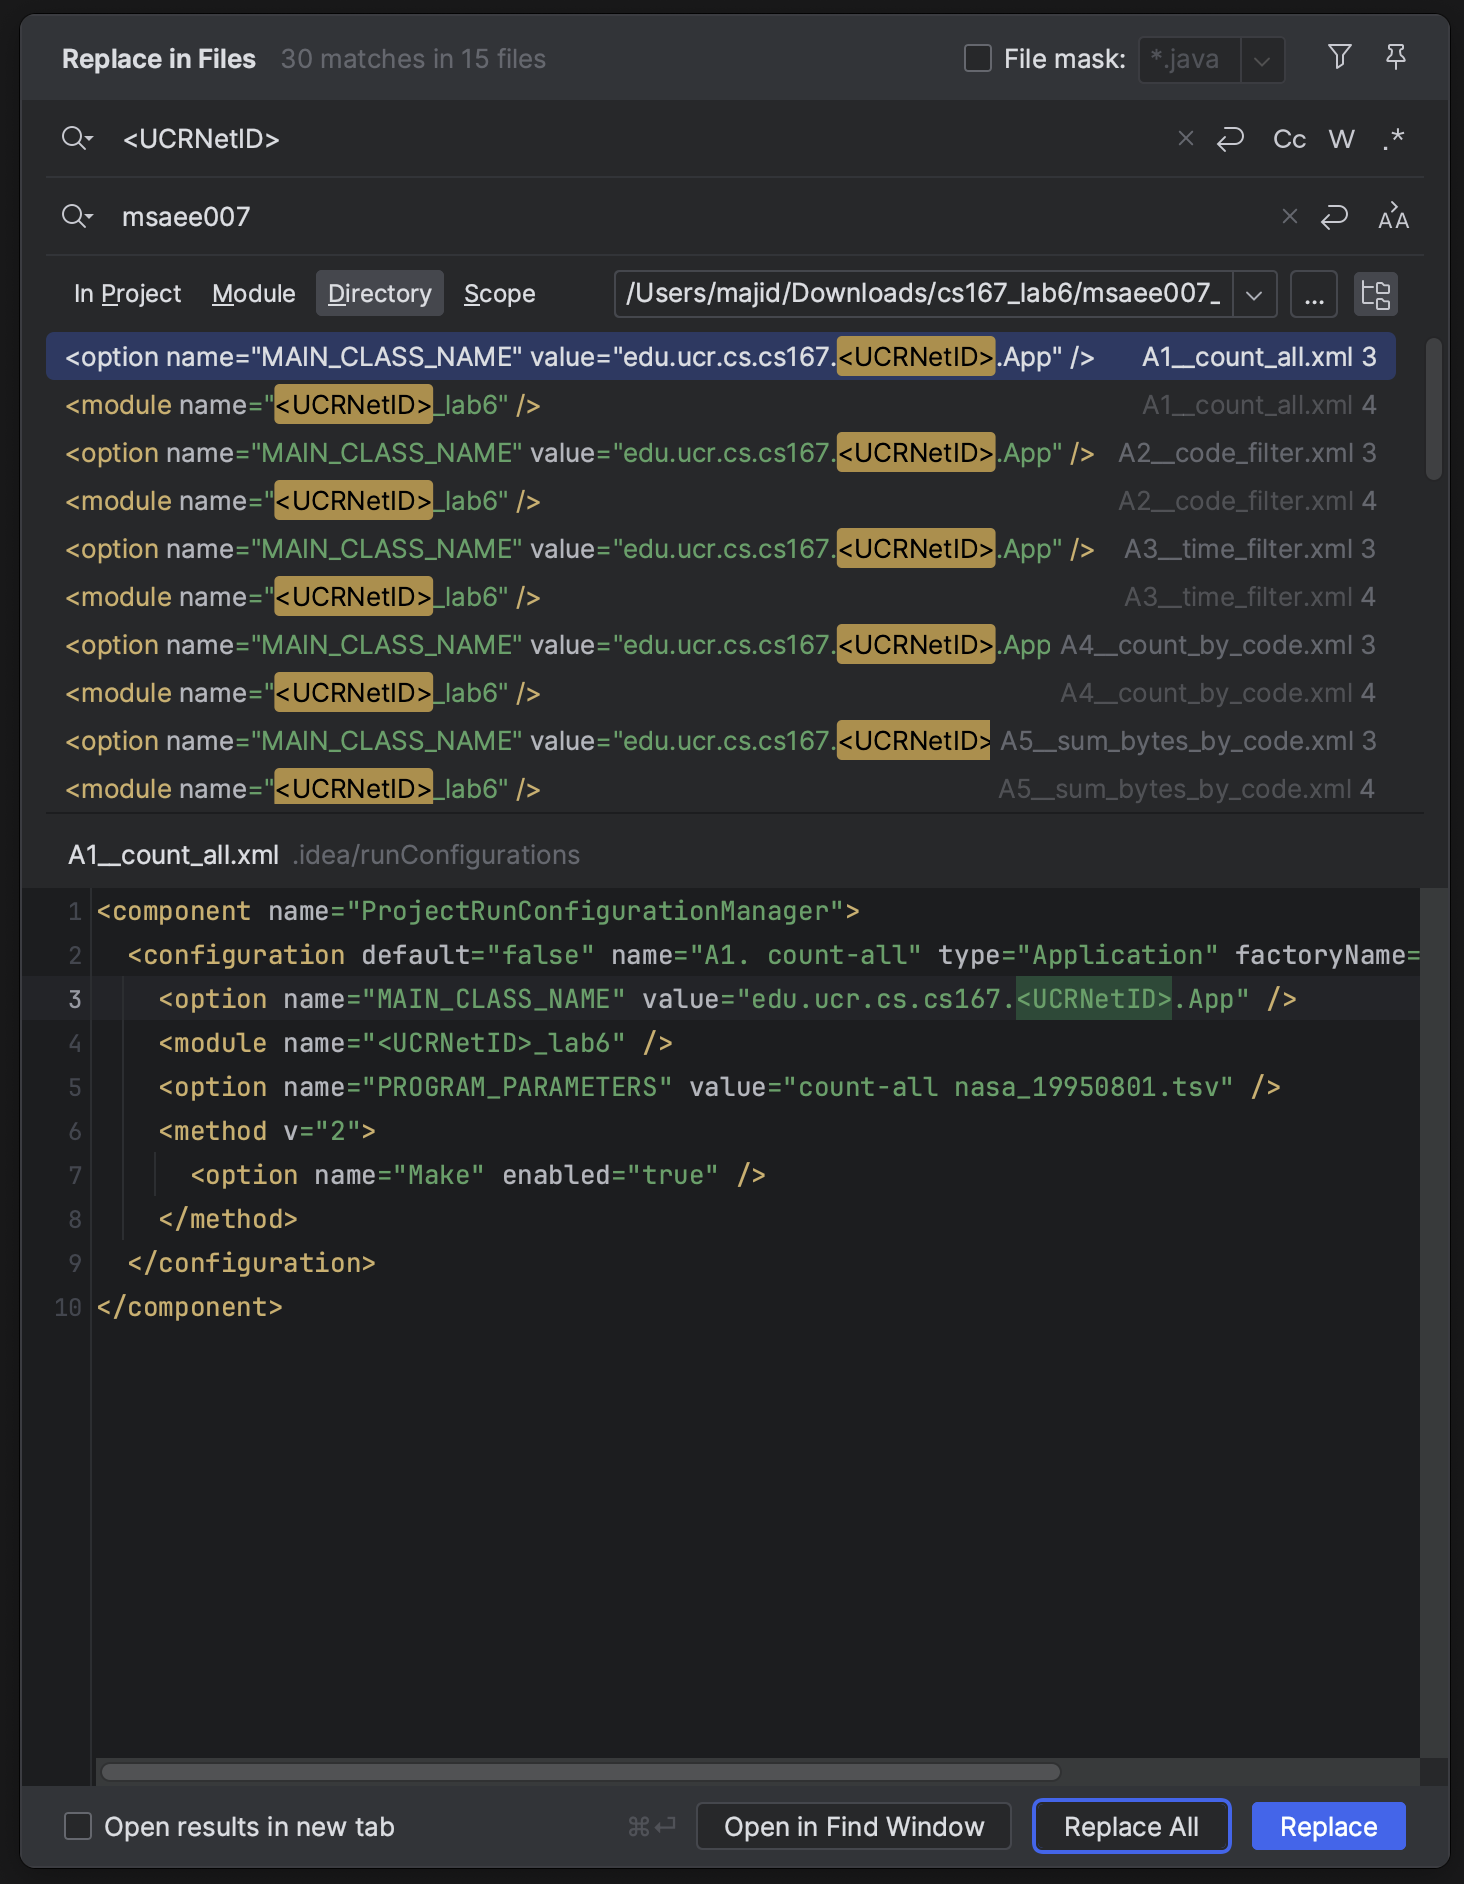 Replace in Files 30 matches in 15 files File mask: *.java
<UCRNetID> Cc W .*
msaee007
In Project Module Directory Scope /Users/majid/Downloads/cs167_lab6/msaee007_ ...
<option name="MAIN_CLASS_NAME" value="edu.ucr.cs.cs167.<UCRNetID>.App" /> A1__count_all.xml 3
<module name="<UCRNetID>_lab6" /> A1__count_all.xml 4
<option name="MAIN_CLASS_NAME" value="edu.ucr.cs.cs167.<UCRNetID>.App" /> A2__code_filter.xml 3
<module name="<UCRNetID>_lab6" /> A2__code_filter.xml 4
<option name="MAIN_CLASS_NAME" value="edu.ucr.cs.cs167.<UCRNetID>.App" /> A3__time_filter.xml 3
<module name="<UCRNetID>_lab6" /> A3__time_filter.xml 4
<option name="MAIN_CLASS_NAME" value="edu.ucr.cs.cs167.<UCRNetID>.App A4__count_by_code.xml 3
<module name="<UCRNetID>_lab6" /> A4__count_by_code.xml 4
<option name="MAIN_CLASS_NAME" value="edu.ucr.cs.cs167.<UCRNetID> A5__sum_bytes_by_code.xml 3
<module name="<UCRNetID>_lab6" /> A5__sum_bytes_by_code.xml 4
A1__count_all.xml .idea/runConfigurations
1 <component name="ProjectRunConfigurationManager">
2 <configuration default="false" name="A1. count-all" type="Application" factoryName=
3 <option name="MAIN_CLASS_NAME" value="edu.ucr.cs.cs167.<UCRNetID>.App" />
4 <module name="<UCRNetID>_lab6" />
5 <option name="PROGRAM_PARAMETERS" value="count-all nasa_19950801.tsv" />
6 <method v="2">
7 <option name="Make" enabled="true" />
8 </method>
9 </configuration>
10 </component>
Open results in new tab ⌘⏎ Open in Find Window Replace All Replace